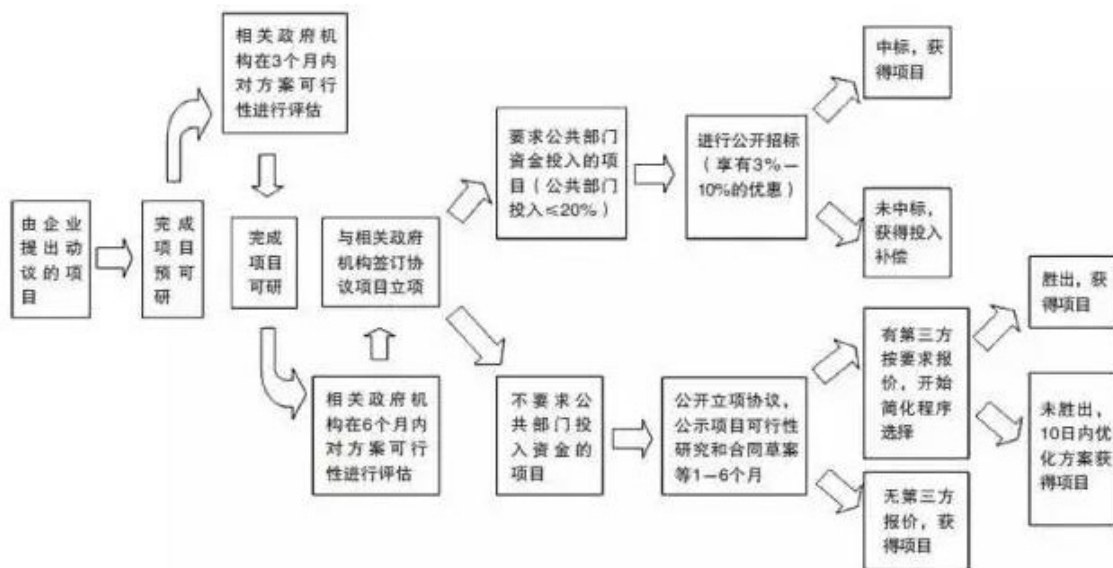 由企业
提出动
议的项
目
完成
项目
预可
研
相关政府机
构在3个月内
对方案可行
性进行评估
完成
项目
可研
相关政府机
构在6个月内
对方案可行
性进行评估
与相关政府
机构签订协
议项目立项
要求公共部门
资金投入的项
目（公共部门
投入≤20%）
进行公开招标
（享有3%—
10%的优惠）
中标，获
得项目
未中标，
获得投入
补偿
不要求公
共部门投
入资金的
项目
公开立项协议，
公示项目可行性
研究和合同草案
等1—6个月
有第三方
按要求报
价，开始
简化程序
选择
胜出，获
得项目
未胜出，
10日内优
化方案获
得项目
无第三方
报价，获
得项目